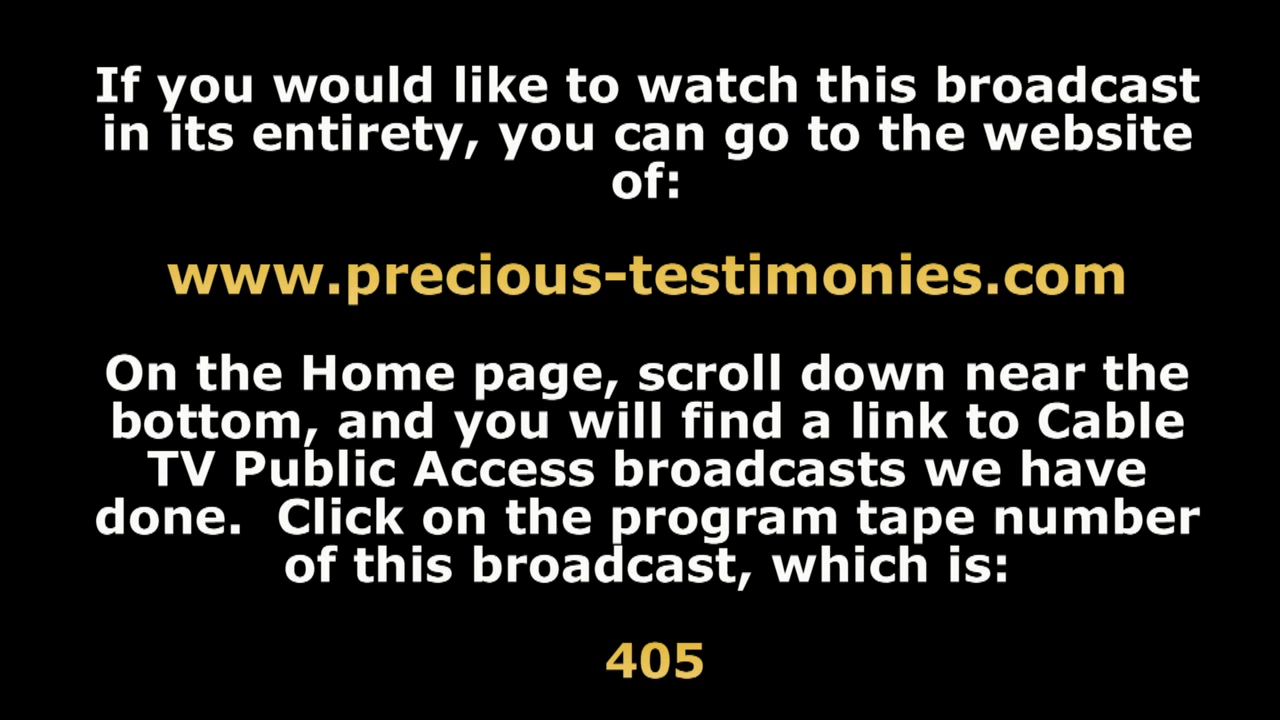 If you would like to watch this broadcast
in its entirety, you can go to the website
of:
www.precious-testimonies.com
On the Home page, scroll down near the
bottom, and you will find a link to Cable
TV Public Access broadcasts we have
done.  Click on the program tape number
of this broadcast, which is:
405